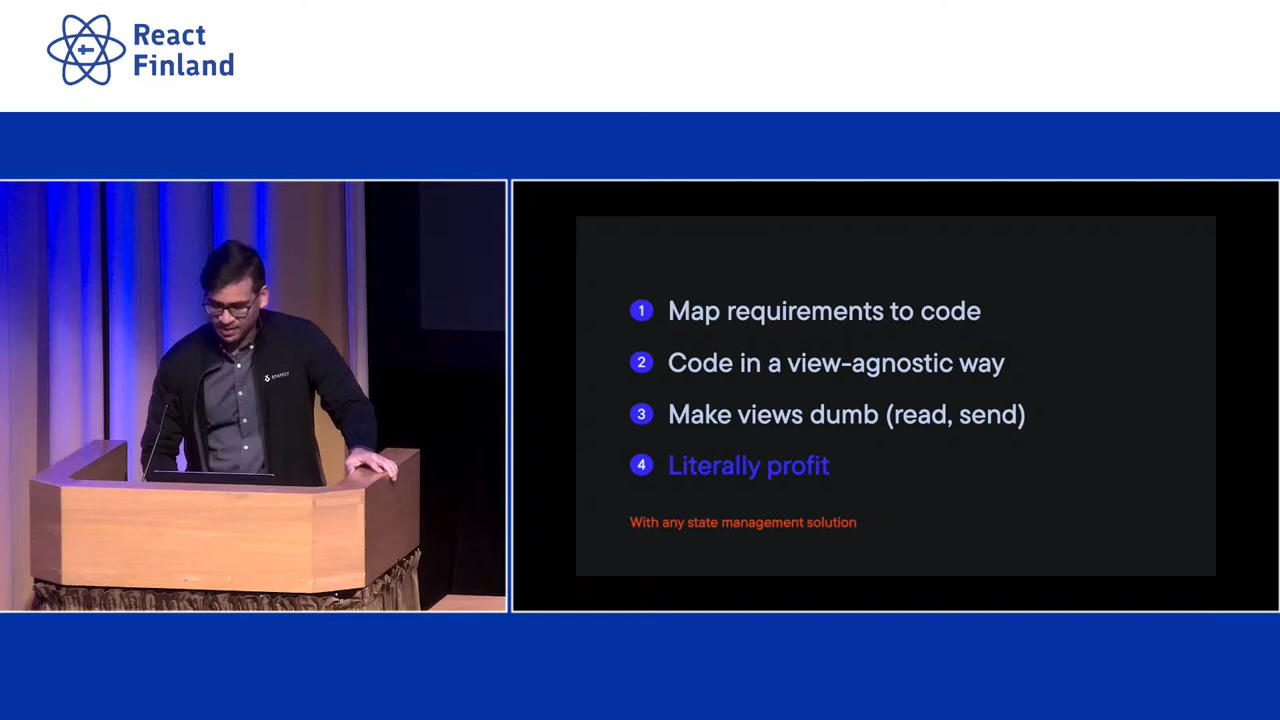 React
Finland
STATELY
1 Map requirements to code
2 Code in a view-agnostic way
3 Make views dumb (read, send)
4 Literally profit
With any state management solution